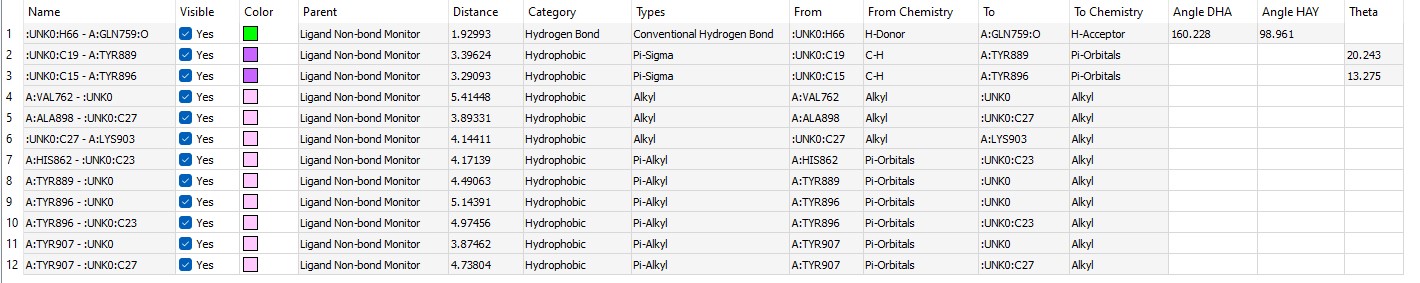 Name Visible Color Parent Distance Category Types From From Chemistry To To Chemistry Angle DHA Angle HAY Theta
1 :UNK0:H66 - A:GLN759:O Yes Ligand Non-bond Monitor 1.92993 Hydrogen Bond Conventional Hydrogen Bond :UNK0:H66 H-Donor A:GLN759:O H-Acceptor 160.228 98.961
2 :UNK0:C19 - A:TYR889 Yes Ligand Non-bond Monitor 3.39624 Hydrophobic Pi-Sigma :UNK0:C19 C-H A:TYR889 Pi-Orbitals 20.243
3 :UNK0:C15 - A:TYR896 Yes Ligand Non-bond Monitor 3.29093 Hydrophobic Pi-Sigma :UNK0:C15 C-H A:TYR896 Pi-Orbitals 13.275
4 A:VAL762 - :UNK0 Yes Ligand Non-bond Monitor 5.41448 Hydrophobic Alkyl A:VAL762 Alkyl :UNK0 Alkyl
5 A:ALA898 - :UNK0:C27 Yes Ligand Non-bond Monitor 3.89331 Hydrophobic Alkyl A:ALA898 Alkyl :UNK0:C27 Alkyl
6 :UNK0:C27 - A:LYS903 Yes Ligand Non-bond Monitor 4.14411 Hydrophobic Alkyl :UNK0:C27 Alkyl A:LYS903 Alkyl
7 A:HIS862 - :UNK0:C23 Yes Ligand Non-bond Monitor 4.17139 Hydrophobic Pi-Alkyl A:HIS862 Pi-Orbitals :UNK0:C23 Alkyl
8 A:TYR889 - :UNK0 Yes Ligand Non-bond Monitor 4.49063 Hydrophobic Pi-Alkyl A:TYR889 Pi-Orbitals :UNK0 Alkyl
9 A:TYR896 - :UNK0 Yes Ligand Non-bond Monitor 5.14391 Hydrophobic Pi-Alkyl A:TYR896 Pi-Orbitals :UNK0 Alkyl
10 A:TYR896 - :UNK0:C23 Yes Ligand Non-bond Monitor 4.97456 Hydrophobic Pi-Alkyl A:TYR896 Pi-Orbitals :UNK0:C23 Alkyl
11 A:TYR907 - :UNK0 Yes Ligand Non-bond Monitor 3.87462 Hydrophobic Pi-Alkyl A:TYR907 Pi-Orbitals :UNK0 Alkyl
12 A:TYR907 - :UNK0:C27 Yes Ligand Non-bond Monitor 4.73804 Hydrophobic Pi-Alkyl A:TYR907 Pi-Orbitals :UNK0:C27 Alkyl